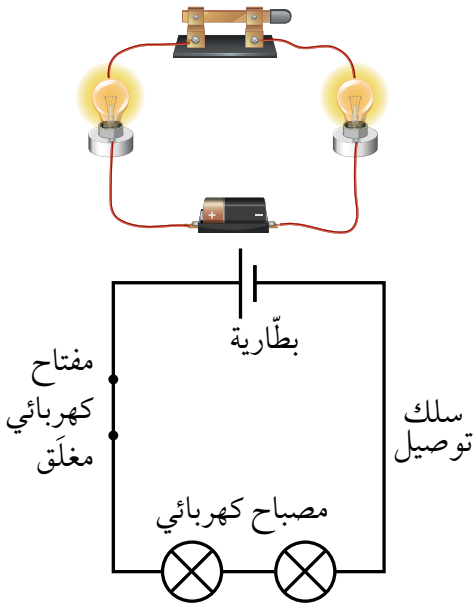 + −
بطّارية
مفتاح
كهربائي
مغلَق
سلك
توصيل
مصباح كهربائي